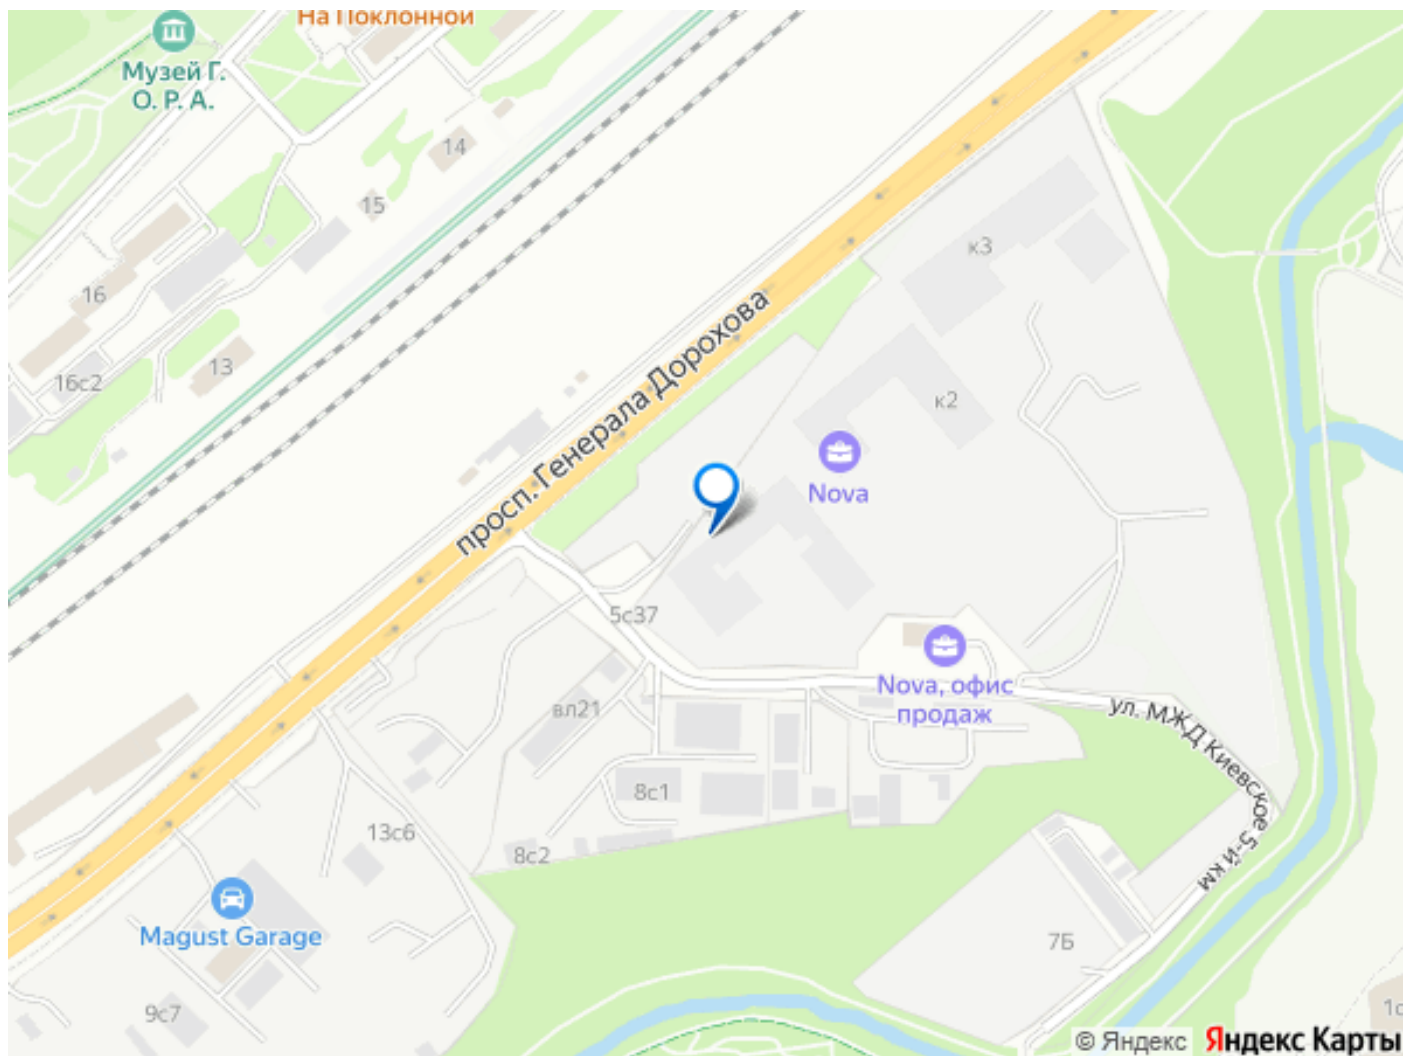 На Поклонной
Музей Г.
О. Р. А.
14
15
16
13
16с2
к3
просп. Генерала Дорохова
к2
Nova
5с37
Nova, офис
продаж
вл21
ул. МЖД Киевское 5-й км
8с1
13с6
8с2
Magust Garage
7Б
9с7
1с
© Яндекс
Яндекс Карты